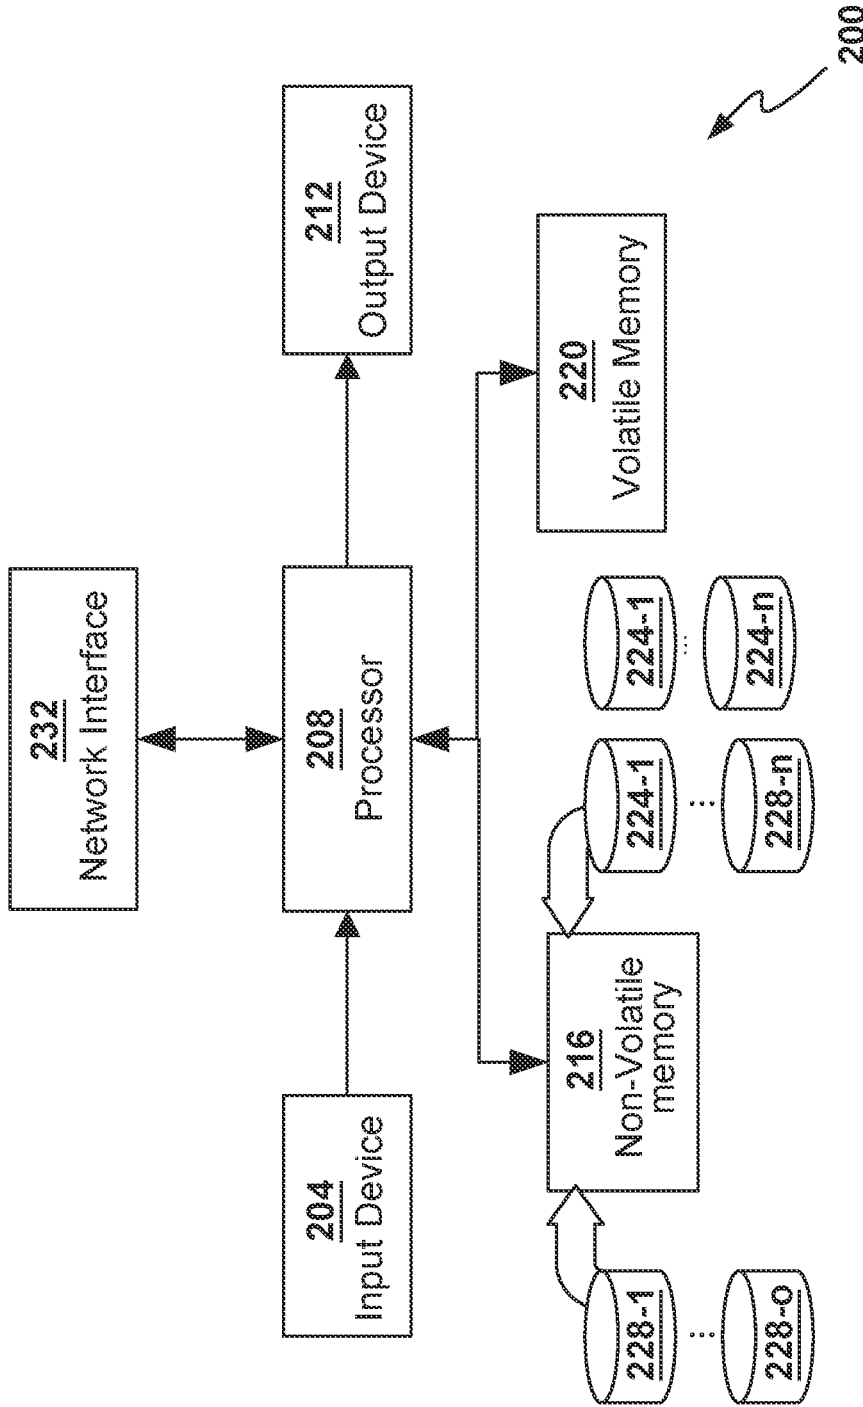 232
Network Interface
204
Input Device
208
Processor
212
Output Device
216
Non-Volatile
memory
220
Volatile Memory
228-1
...
228-o
224-1
...
228-n
224-1
...
224-n
200